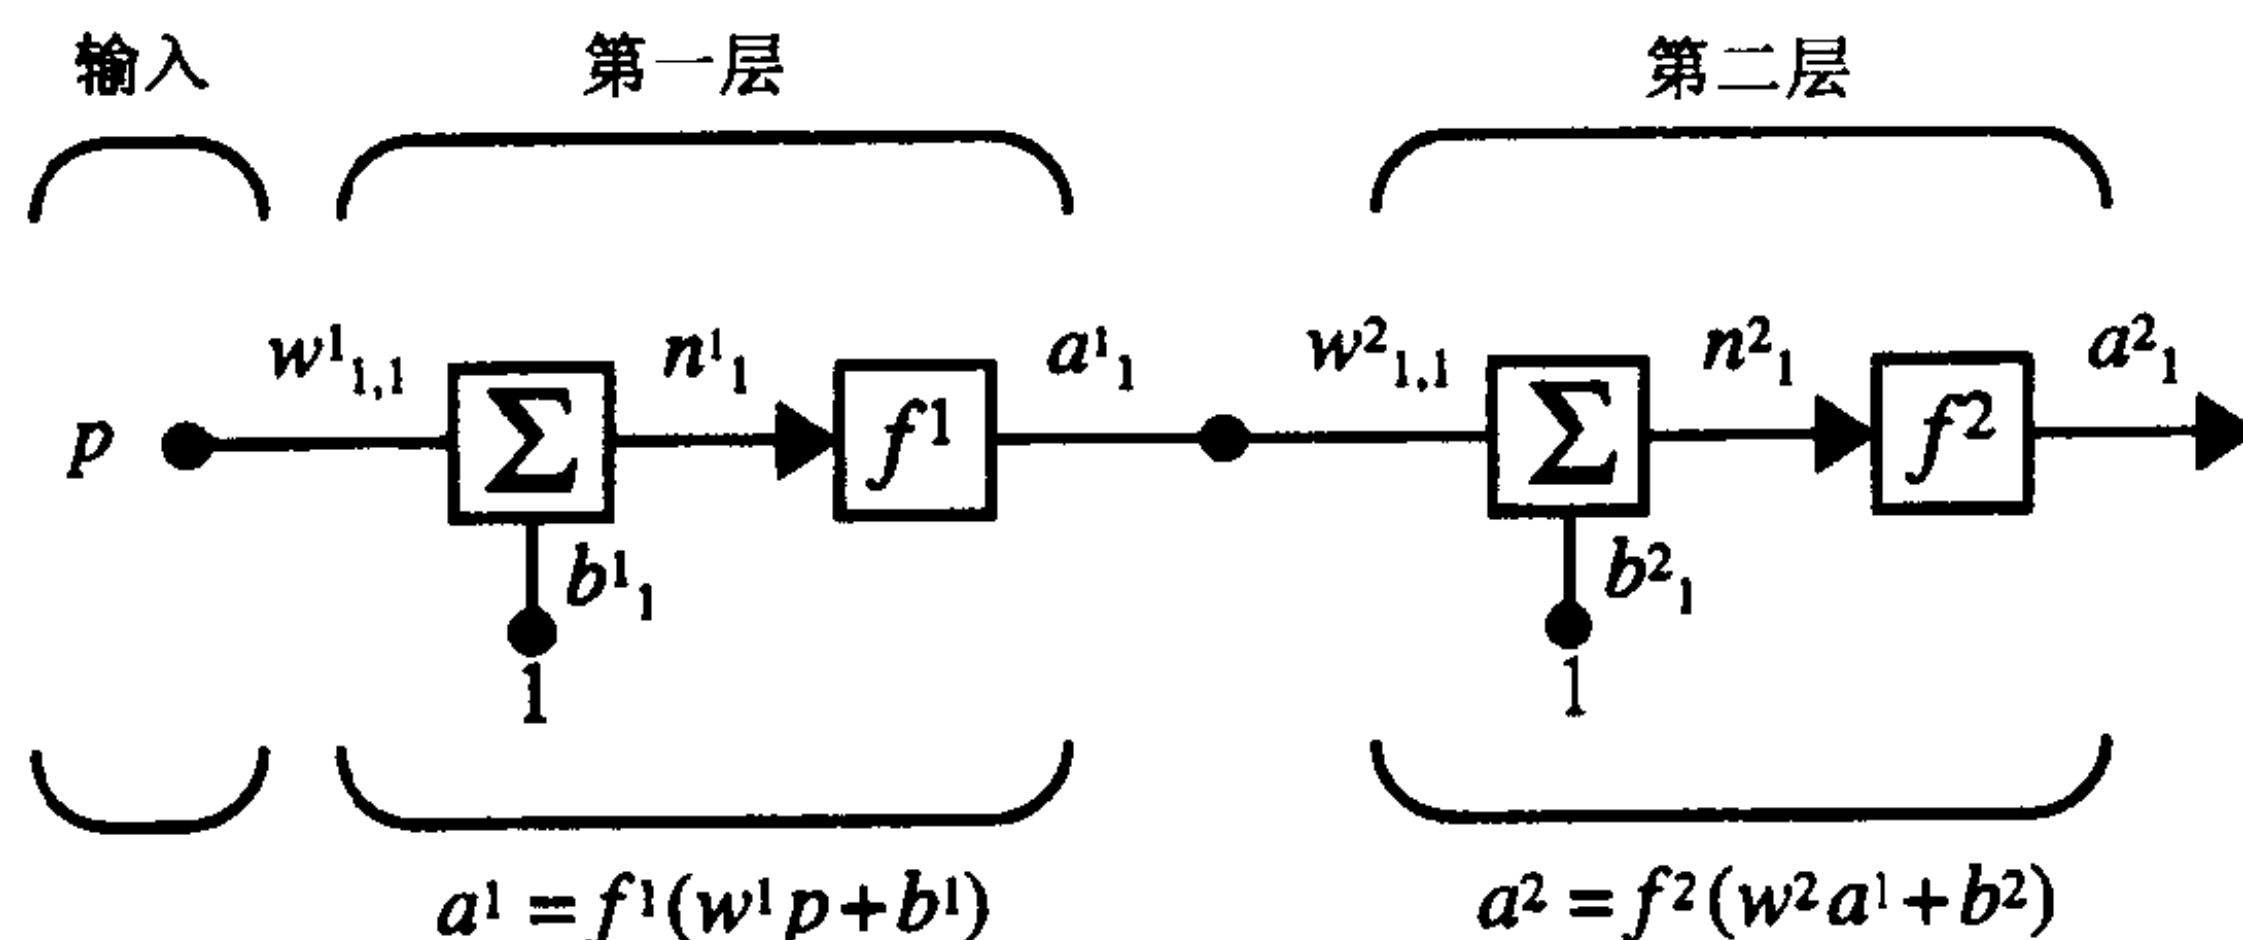 输入 第一层 第二层
w¹₁,₁ n¹₁ a¹₁ w²₁,₁ n²₁ a²₁
p Σ f¹ Σ f²
b¹₁ b²₁
1 1
a¹ = f¹(w¹p+b¹) a² = f²(w²a¹+b²)